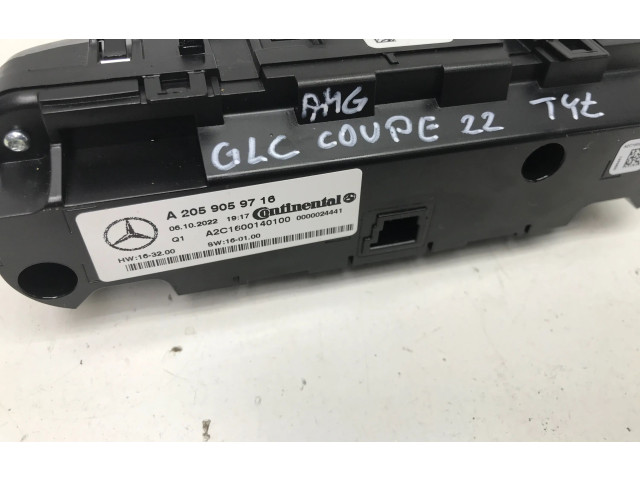 AMG
GLC COUPE 22 TYŁ
A 205 905 97 16
06.10.2022 19:17 Continental
Q1 A2C1600140100 0000024441
HW:16-32.00 SW:16-01.00